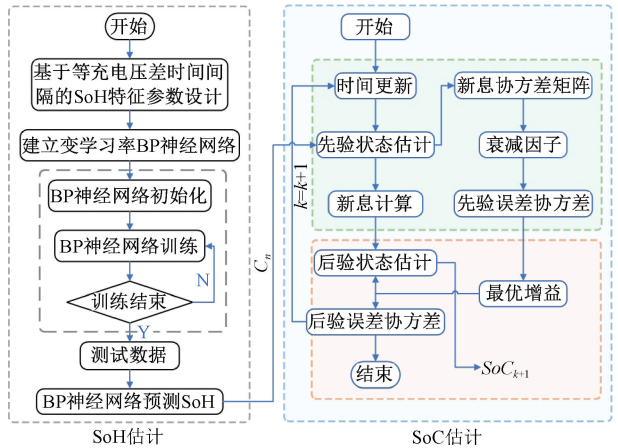 开始
基于等充电压差时间间
隔的SoH特征参数设计
建立变学习率BP神经网络
BP神经网络初始化
BP神经网络训练
N
训练结束
Y
测试数据
BP神经网络预测SoH
SoH估计
C_n
开始
k=k+1
时间更新
新息协方差矩阵
先验状态估计
衰减因子
新息计算
先验误差协方差
后验状态估计
最优增益
后验误差协方差
结束
SoC_{k+1}
SoC估计